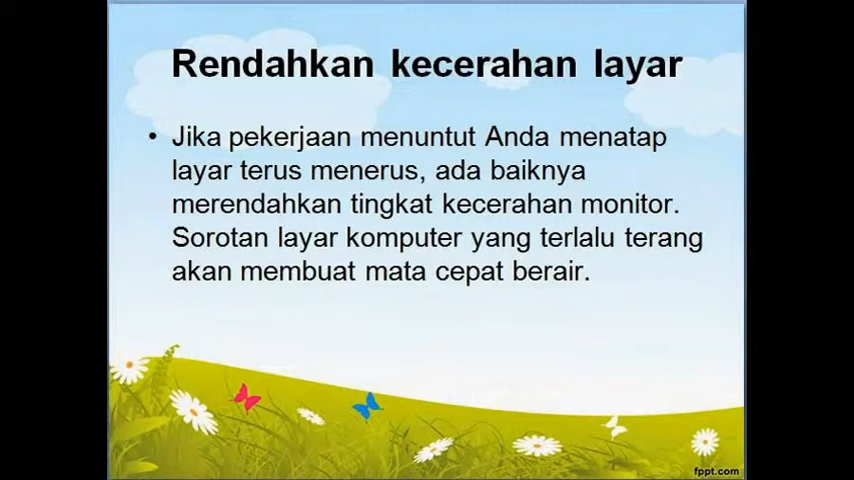 Rendahkan kecerahan layar
• Jika pekerjaan menuntut Anda menatap
layar terus menerus, ada baiknya
merendahkan tingkat kecerahan monitor.
Sorotan layar komputer yang terlalu terang
akan membuat mata cepat berair.
fppt.com